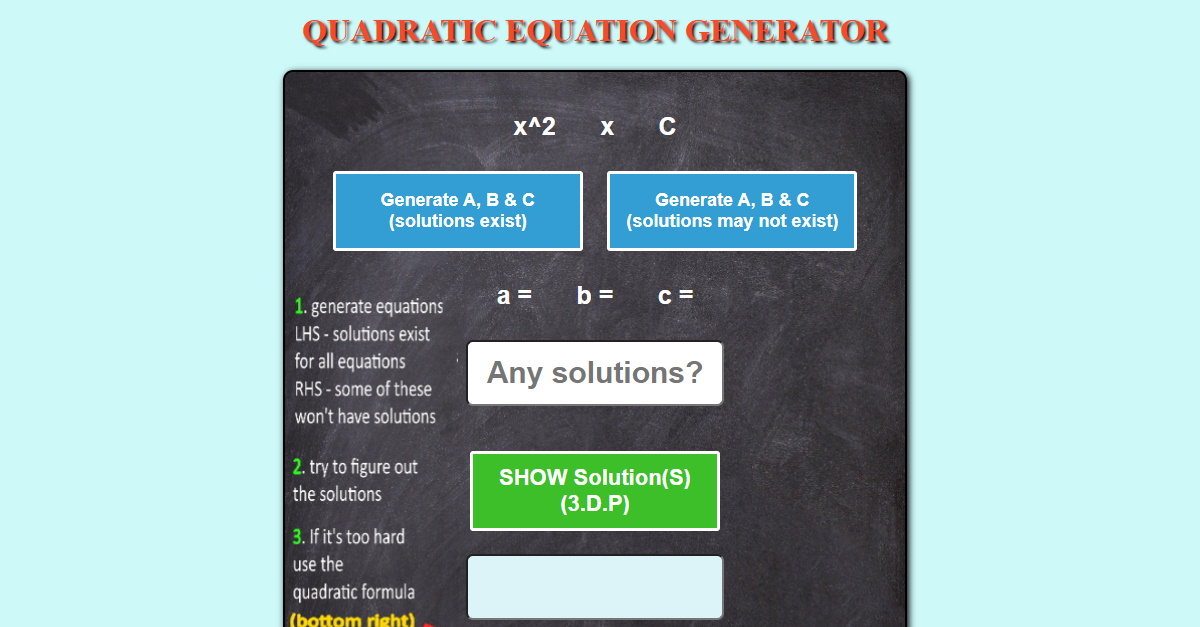 QUADRATIC EQUATION GENERATOR
x^2 x C
Generate A, B & C
(solutions exist)
Generate A, B & C
(solutions may not exist)
a = b = c =
1. generate equations
LHS - solutions exist
for all equations
RHS - some of these
won't have solutions
Any solutions?
2. try to figure out
the solutions
SHOW Solution(S)
(3.D.P)
3. If it's too hard
use the
quadratic formula
(bottom right)